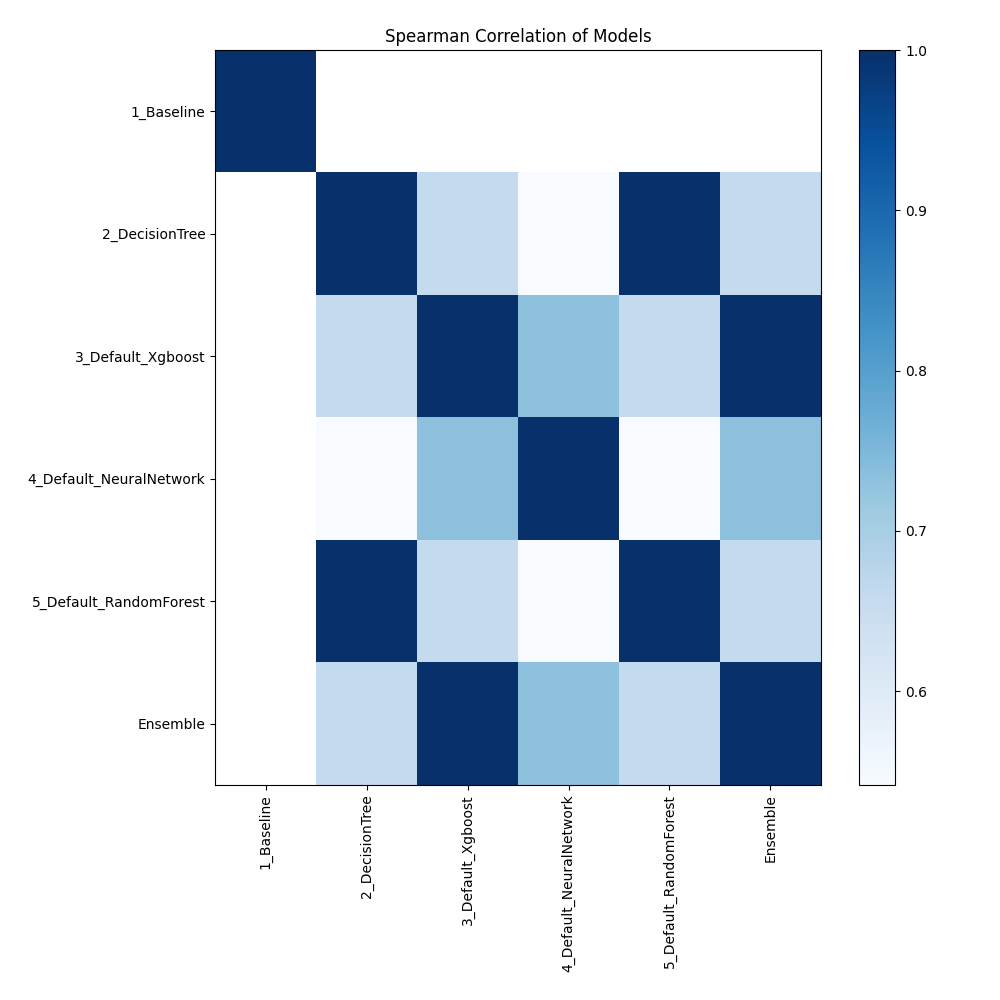 Spearman Correlation of Models
1_Baseline
2_DecisionTree
3_Default_Xgboost
4_Default_NeuralNetwork
5_Default_RandomForest
Ensemble
1_Baseline
2_DecisionTree
3_Default_Xgboost
4_Default_NeuralNetwork
5_Default_RandomForest
Ensemble
1.0
0.9
0.8
0.7
0.6